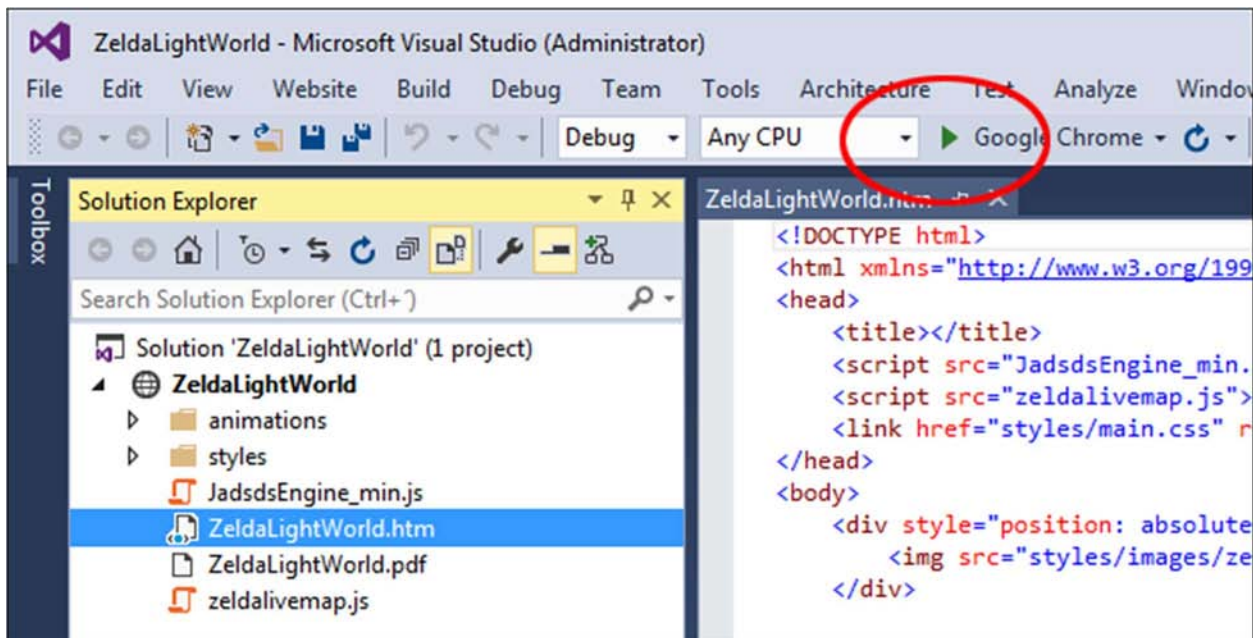 ZeldaLightWorld - Microsoft Visual Studio (Administrator)
File Edit View Website Build Debug Team Tools Architecture Test Analyze Window
Debug Any CPU Google Chrome
Toolbox
Solution Explorer
Search Solution Explorer (Ctrl+´)
Solution 'ZeldaLightWorld' (1 project)
ZeldaLightWorld
animations
styles
JadsdsEngine_min.js
ZeldaLightWorld.htm
ZeldaLightWorld.pdf
zeldalivemap.js
ZeldaLightWorld.htm
<!DOCTYPE html>
<html xmlns="http://www.w3.org/199
<head>
<title></title>
<script src="JadsdsEngine_min.
<script src="zeldalivemap.js">
<link href="styles/main.css" r
</head>
<body>
<div style="position: absolute
<img src="styles/images/ze
</div>